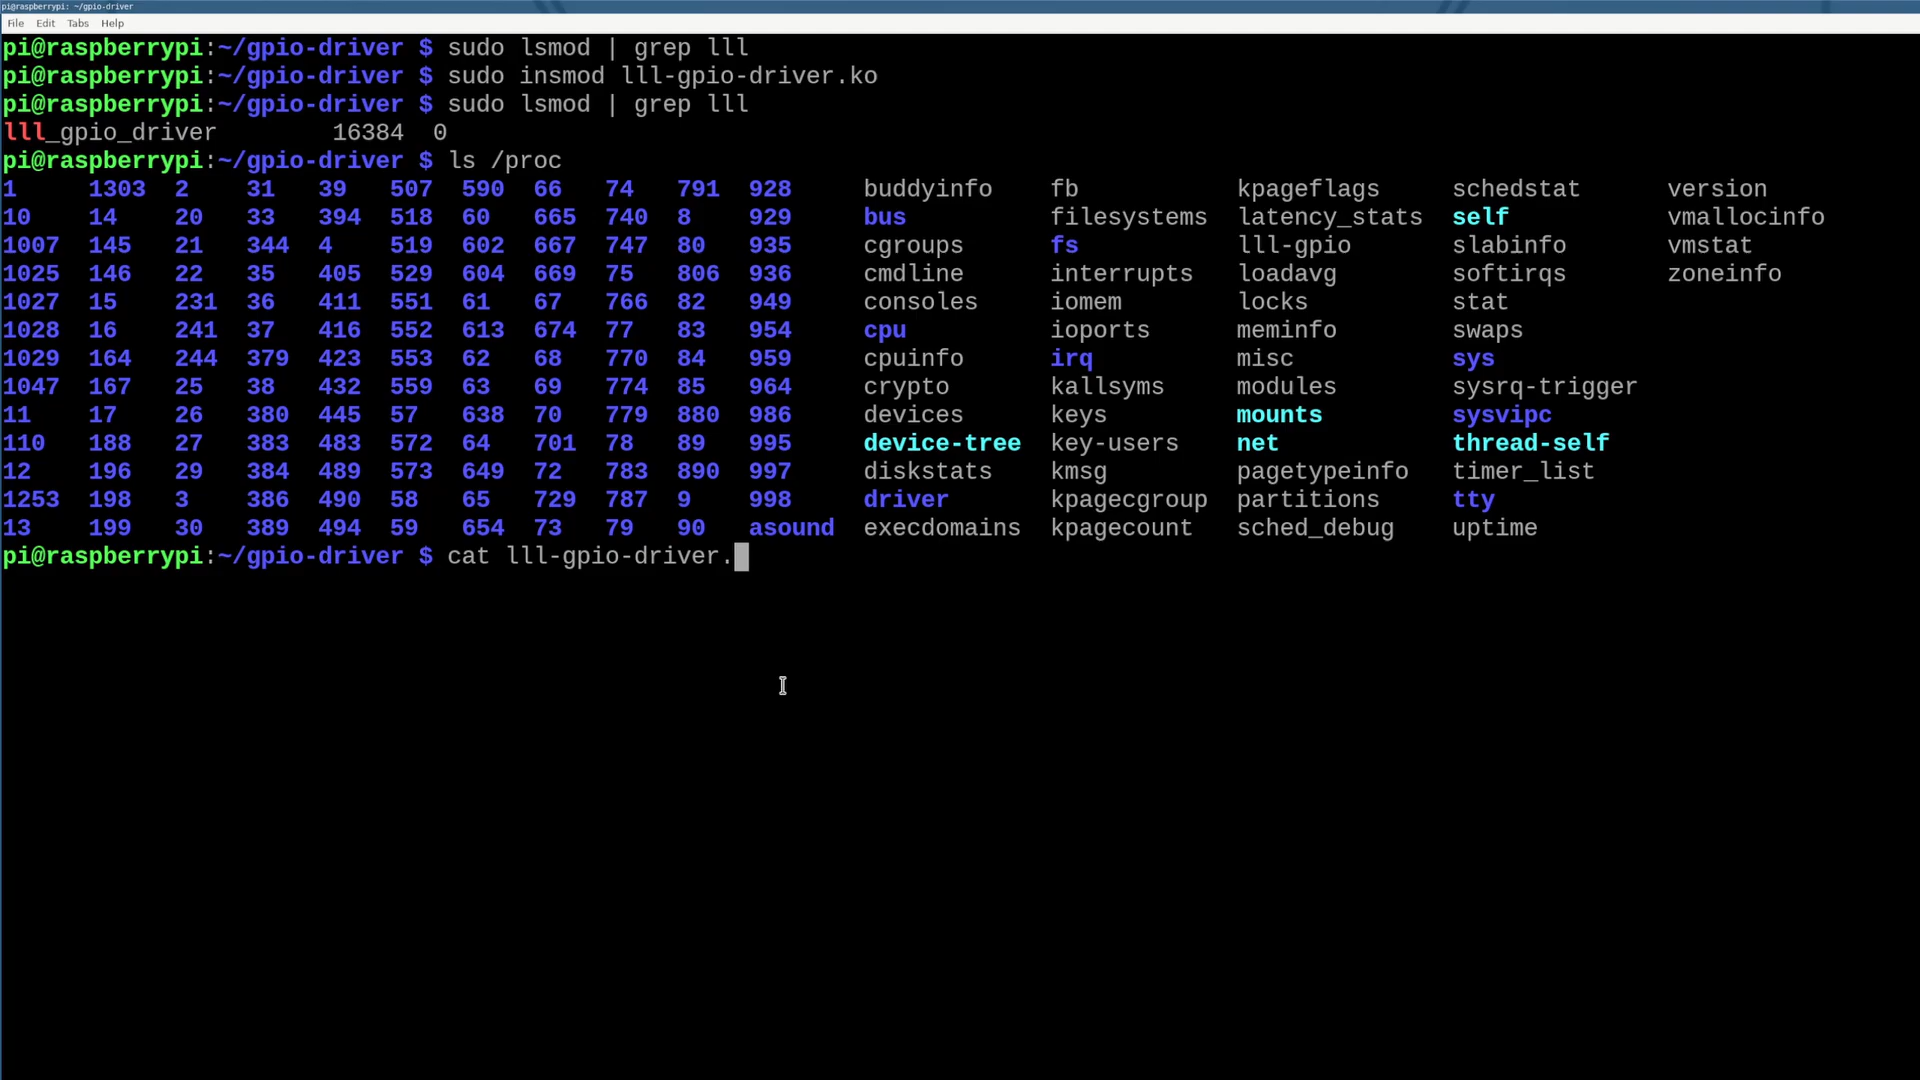 pi@raspberrypi: ~/gpio-driver
File Edit Tabs Help
pi@raspberrypi:~/gpio-driver $ sudo lsmod | grep lll
pi@raspberrypi:~/gpio-driver $ sudo insmod lll-gpio-driver.ko
pi@raspberrypi:~/gpio-driver $ sudo lsmod | grep lll
lll_gpio_driver        16384  0
pi@raspberrypi:~/gpio-driver $ ls /proc
1     1303  2    31   39   507  590  66   74   791  928     buddyinfo    fb           kpageflags     schedstat      version
10    14    20   33   394  518  60   665  740  8    929     bus          filesystems  latency_stats  self           vmallocinfo
1007  145   21   344  4    519  602  667  747  80   935     cgroups      fs           lll-gpio       slabinfo       vmstat
1025  146   22   35   405  529  604  669  75   806  936     cmdline      interrupts   loadavg        softirqs       zoneinfo
1027  15    231  36   411  551  61   67   766  82   949     consoles     iomem        locks          stat
1028  16    241  37   416  552  613  674  77   83   954     cpu          ioports      meminfo        swaps
1029  164   244  379  423  553  62   68   770  84   959     cpuinfo      irq          misc           sys
1047  167   25   38   432  559  63   69   774  85   964     crypto       kallsyms     modules        sysrq-trigger
11    17    26   380  445  57   638  70   779  880  986     devices      keys         mounts         sysvipc
110   188   27   383  483  572  64   701  78   89   995     device-tree  key-users    net            thread-self
12    196   29   384  489  573  649  72   783  890  997     diskstats    kmsg         pagetypeinfo   timer_list
1253  198   3    386  490  58   65   729  787  9    998     driver       kpagecgroup  partitions     tty
13    199   30   389  494  59   654  73   79   90   asound  execdomains  kpagecount   sched_debug    uptime
pi@raspberrypi:~/gpio-driver $ cat lll-gpio-driver.